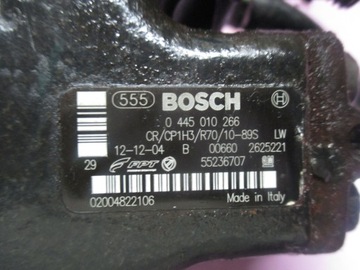 555 BOSCH
0 445 010 266
CR/CP1H3/R70/10-89S LW
12-12-04 B 00660 2625221
29 FPT 55236707
02004822106 Made in Italy